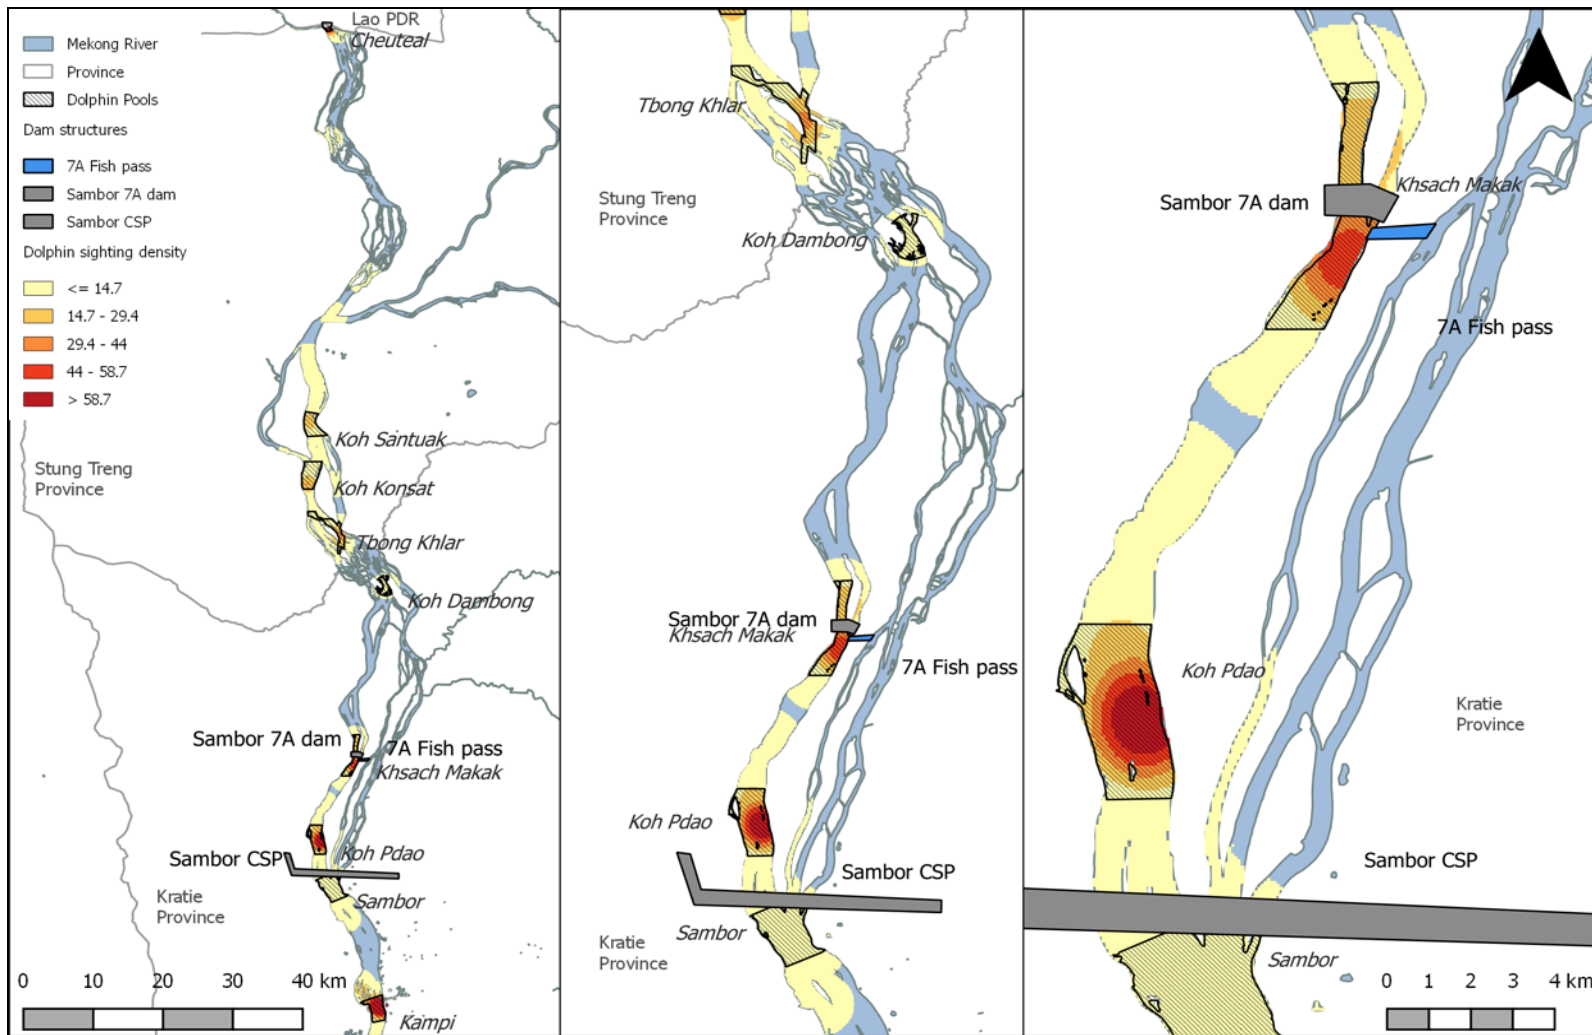 Mekong River
Province
Dolphin Pools
Dam structures
7A Fish pass
Sambor 7A dam
Sambor CSP
Dolphin sighting density
<= 14.7
14.7 - 29.4
29.4 - 44
44 - 58.7
> 58.7
Lao PDR
Cheuteal
Koh Santuak
Stung Treng
Province
Koh Konsat
Tbong Khlar
Koh Dambong
Sambor 7A dam
7A Fish pass
Khsach Makak
Sambor CSP
Koh Pdao
Kratie
Province
Sambor
0 10 20 30 40 km
Kampi
Tbong Khlar
Stung Treng
Province
Koh Dambong
Sambor 7A dam
Khsach Makak
7A Fish pass
Koh Pdao
Sambor CSP
Sambor
Kratie
Province
Khsach Makak
Sambor 7A dam
7A Fish pass
Koh Pdao
Kratie
Province
Sambor CSP
Sambor
0 1 2 3 4 km